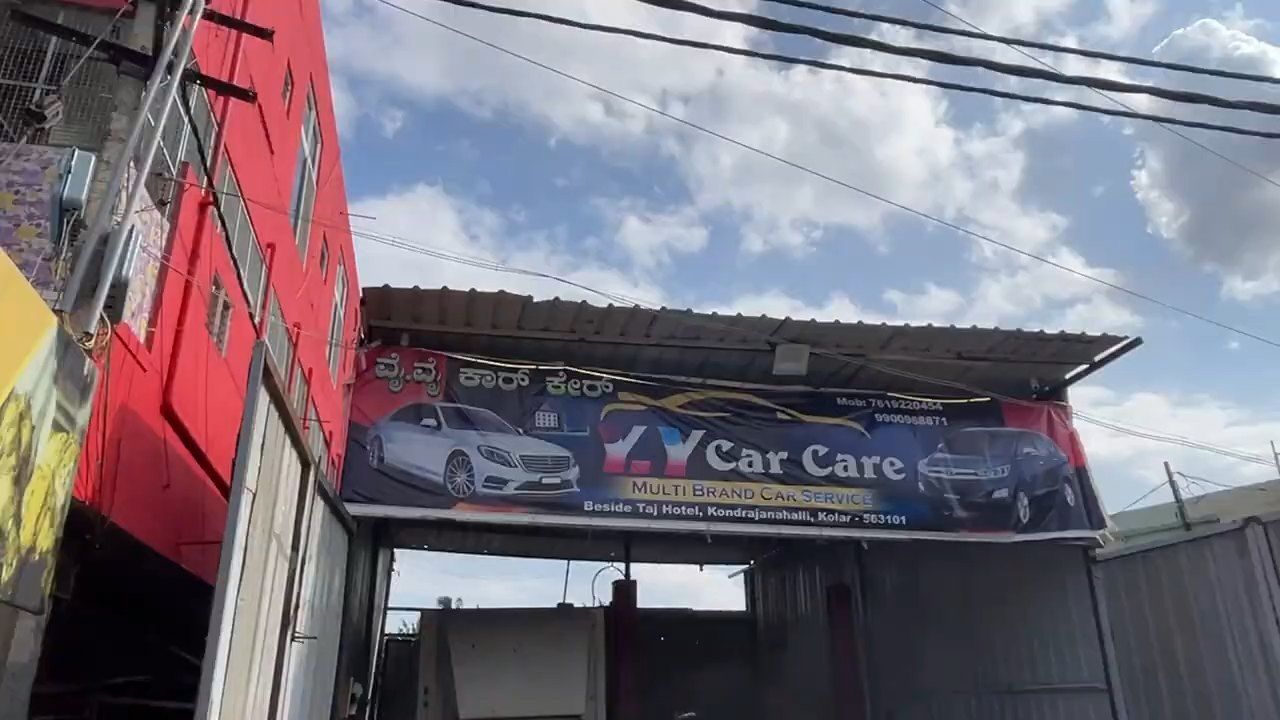 ವೈ.ವೈ ಕಾರ್ ಕೇರ್
Mob: 7619220454
9900988871
Y.Y Car Care
MULTI BRAND CAR SERVICE
Beside Taj Hotel, Kondrajanahalli, Kolar - 563101